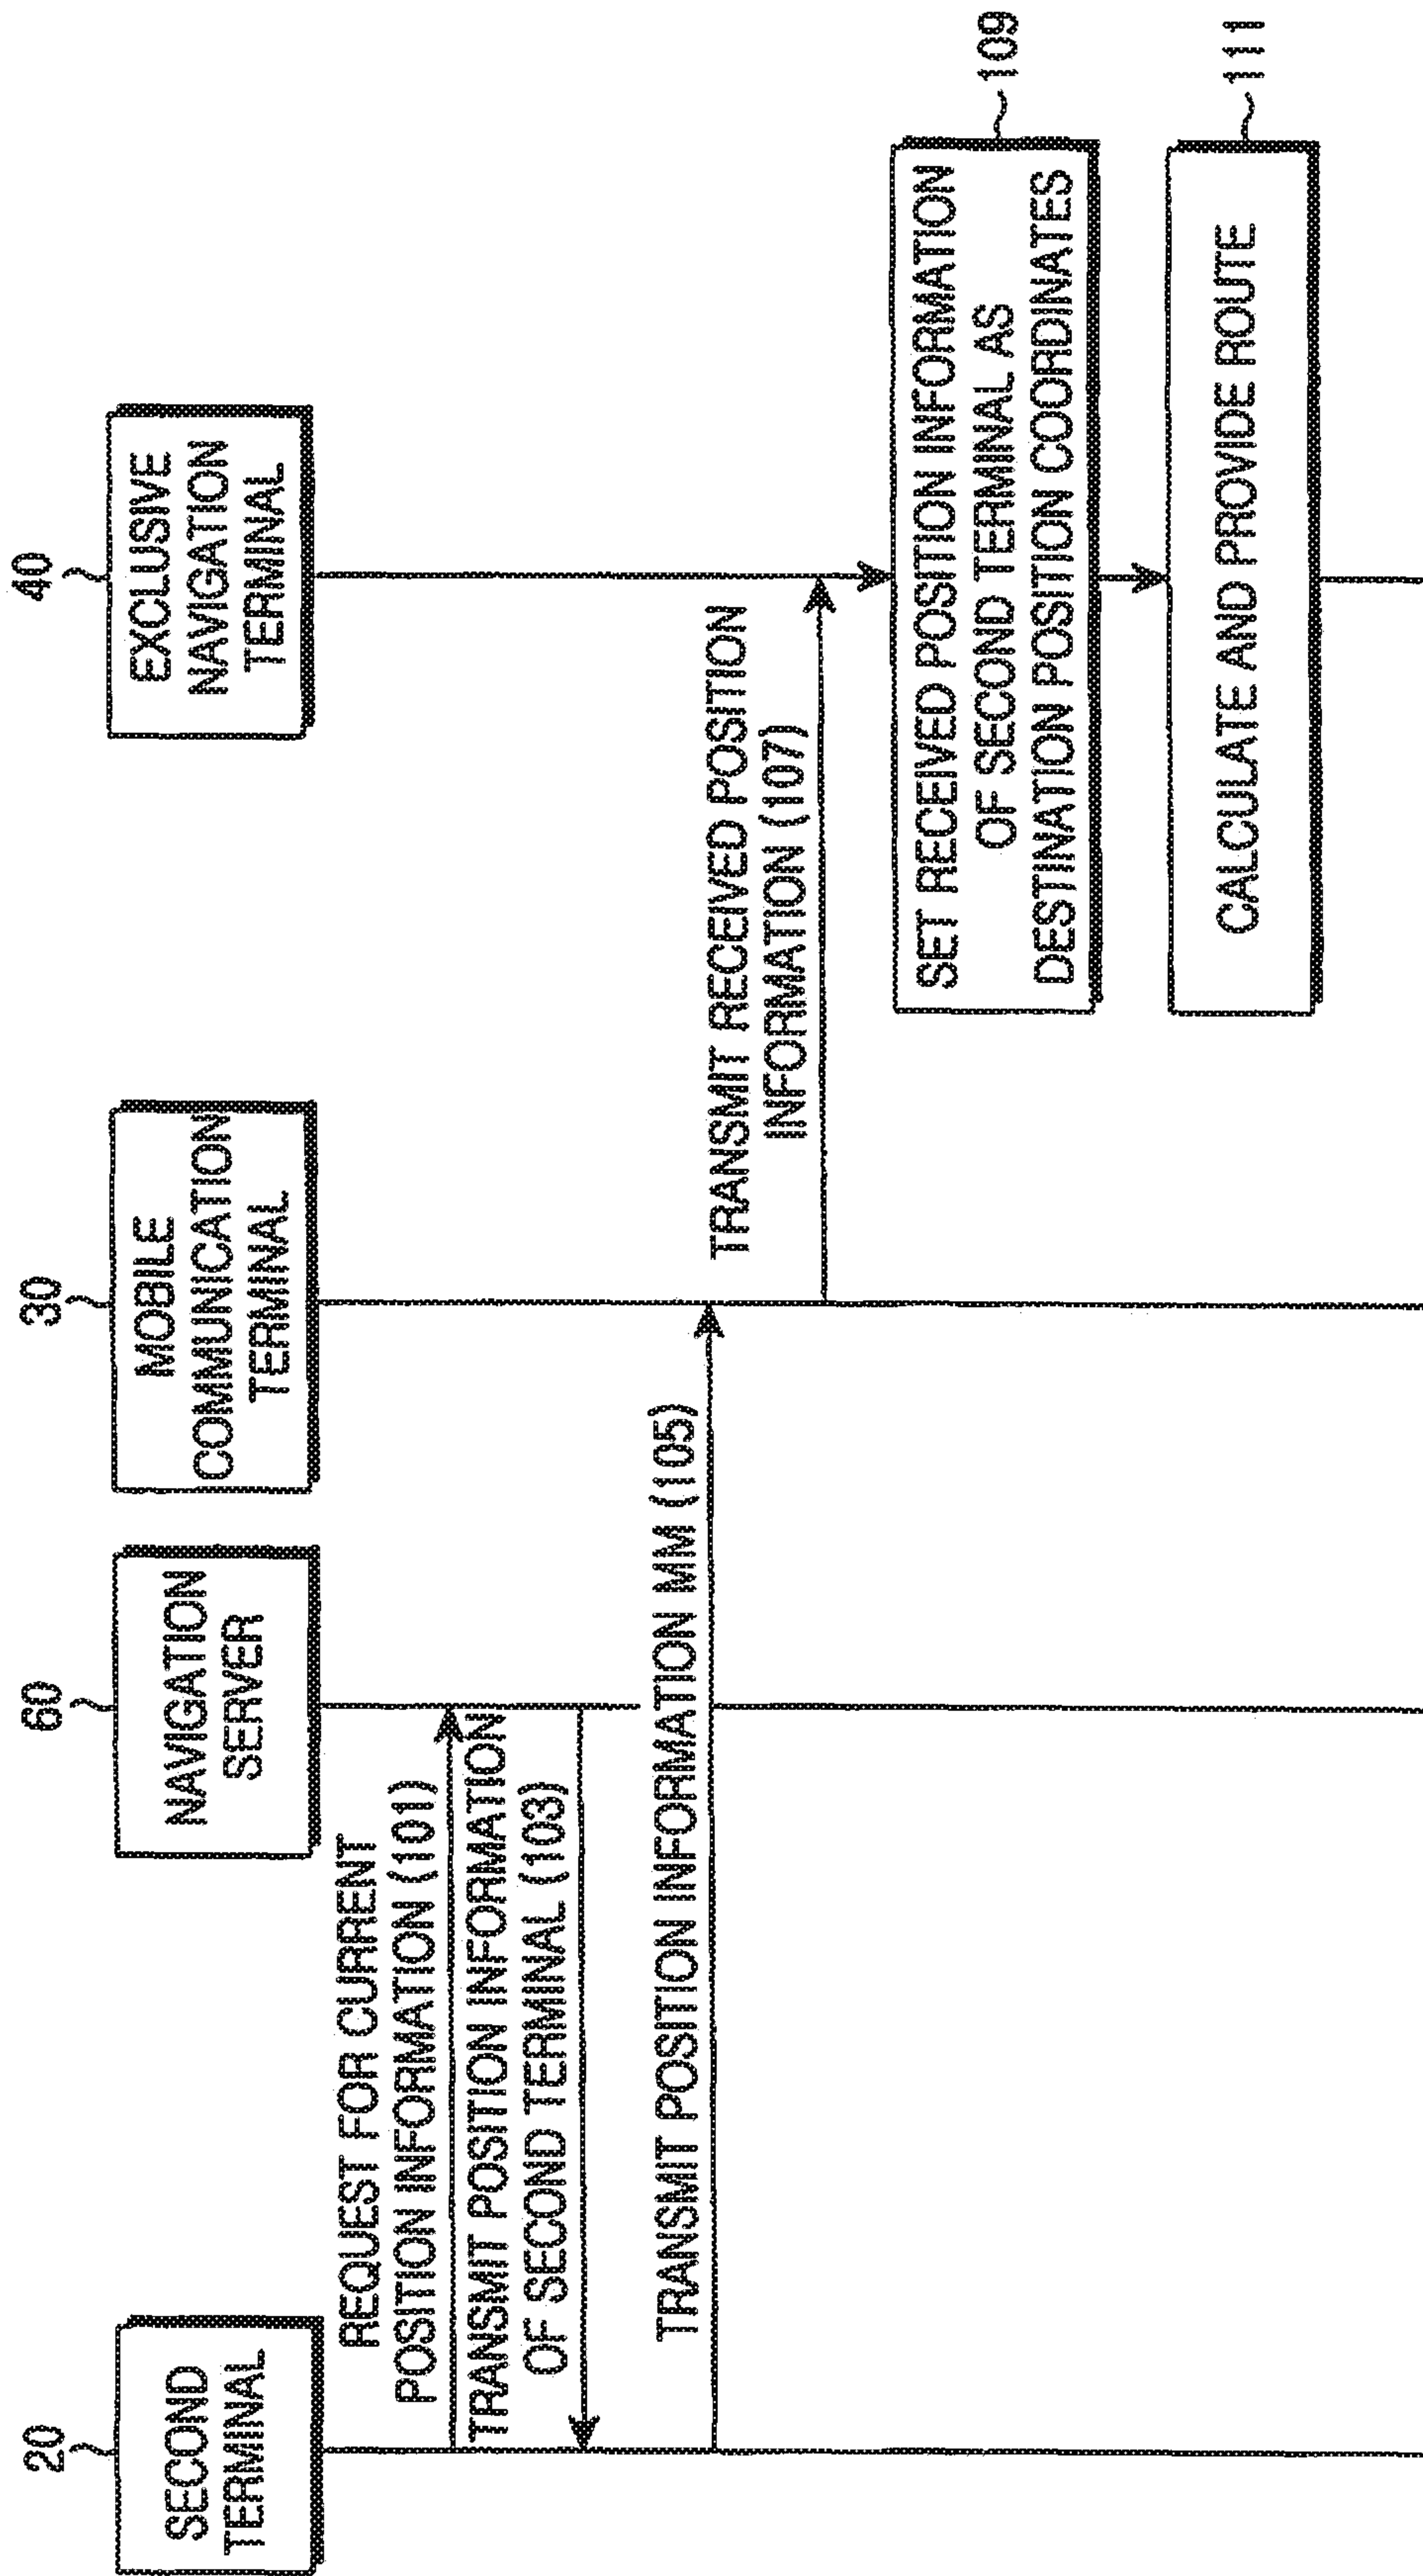 20
SECOND
TERMINAL
60
NAVIGATION
SERVER
30
MOBILE
COMMUNICATION
TERMINAL
40
EXCLUSIVE
NAVIGATION
TERMINAL
REQUEST FOR CURRENT
POSITION INFORMATION (101)
TRANSMIT POSITION INFORMATION
OF SECOND TERMINAL (103)
TRANSMIT POSITION INFORMATION MM (105)
TRANSMIT RECEIVED POSITION
INFORMATION (107)
SET RECEIVED POSITION INFORMATION
OF SECOND TERMINAL AS
DESTINATION POSITION COORDINATES
109
CALCULATE AND PROVIDE ROUTE
111